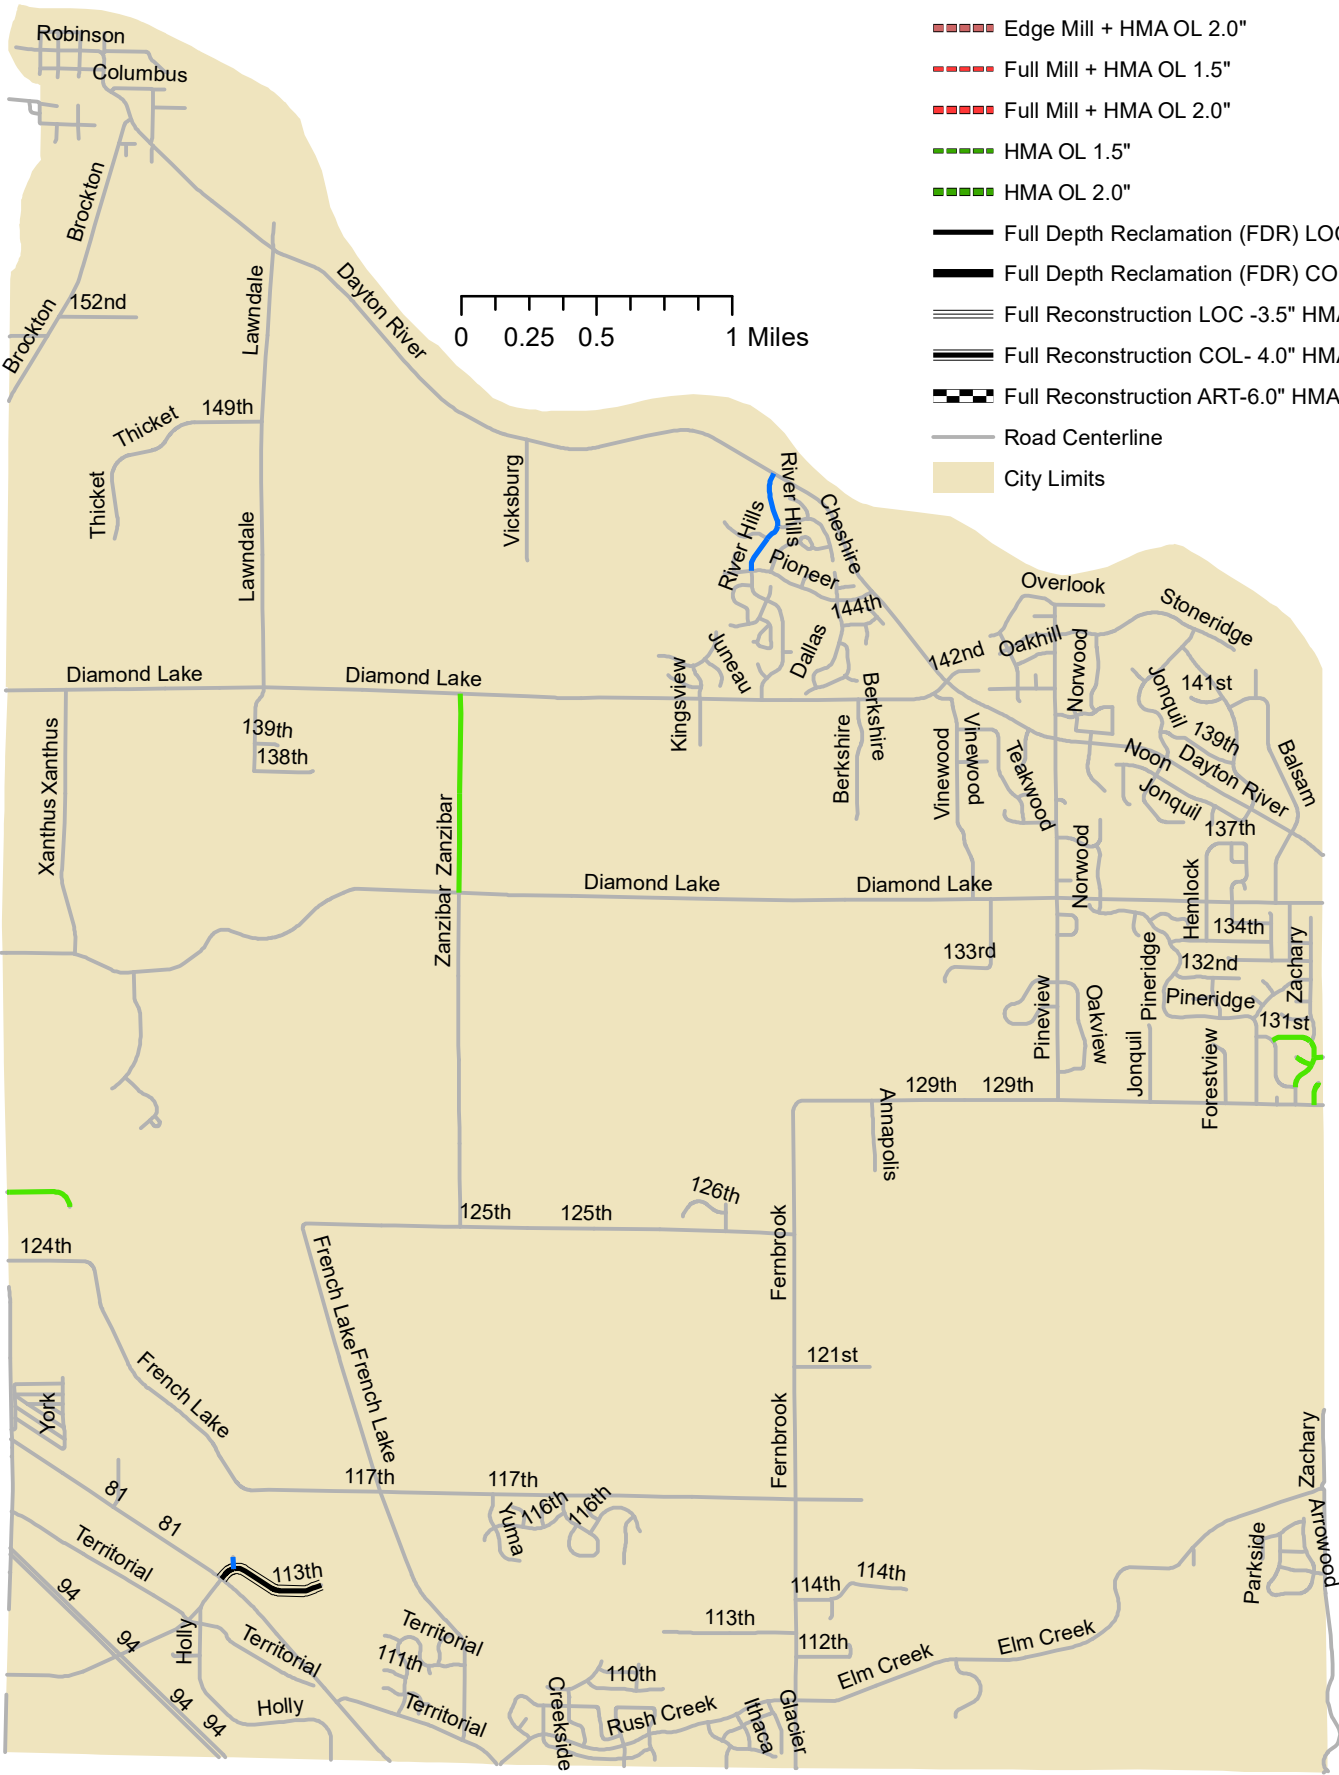 Edge Mill + HMA OL 2.0"
Full Mill + HMA OL 1.5"
Full Mill + HMA OL 2.0"
HMA OL 1.5"
HMA OL 2.0"
Full Depth Reclamation (FDR) LOC
Full Depth Reclamation (FDR) CO
Full Reconstruction LOC -3.5" HMA
Full Reconstruction COL- 4.0" HMA
Full Reconstruction ART-6.0" HMA
Road Centerline
City Limits
0 0.25 0.5 1 Miles
Robinson
Columbus
Brockton
Brockton
152nd
Lawndale
Dayton River
Thicket
149th
Thicket
Lawndale
Vicksburg
River Hills
River Hills
Cheshire
Pioneer
144th
Juneau
Dallas
Kingsview
Berkshire
Berkshire
142nd
Overlook
Oakhill
Norwood
Stoneridge
Jonquil
141st
139th
Noon
Dayton River
Jonquil
Balsam
137th
Diamond Lake
Diamond Lake
Xanthus
Xanthus
139th
138th
Zanzibar
Zanzibar
Vinewood
Vinewood
Teakwood
Norwood
Diamond Lake
Diamond Lake
Hemlock
134th
Zachary
133rd
132nd
Pineridge
Pineridge
131st
Pineview
Oakview
Jonquil
Forestview
129th
129th
Annapolis
126th
125th
125th
124th
Fernbrook
French Lake
French Lake
French Lake
121st
Fernbrook
York
117th
117th
Yuma
116th
116th
81
81
Territorial
113th
94
94
94
94
Holly
Territorial
Holly
Territorial
111th
Territorial
114th
114th
113th
112th
110th
Creekside
Rush Creek
Ithaca
Glacier
Elm Creek
Elm Creek
Zachary
Parkside
Arrowood